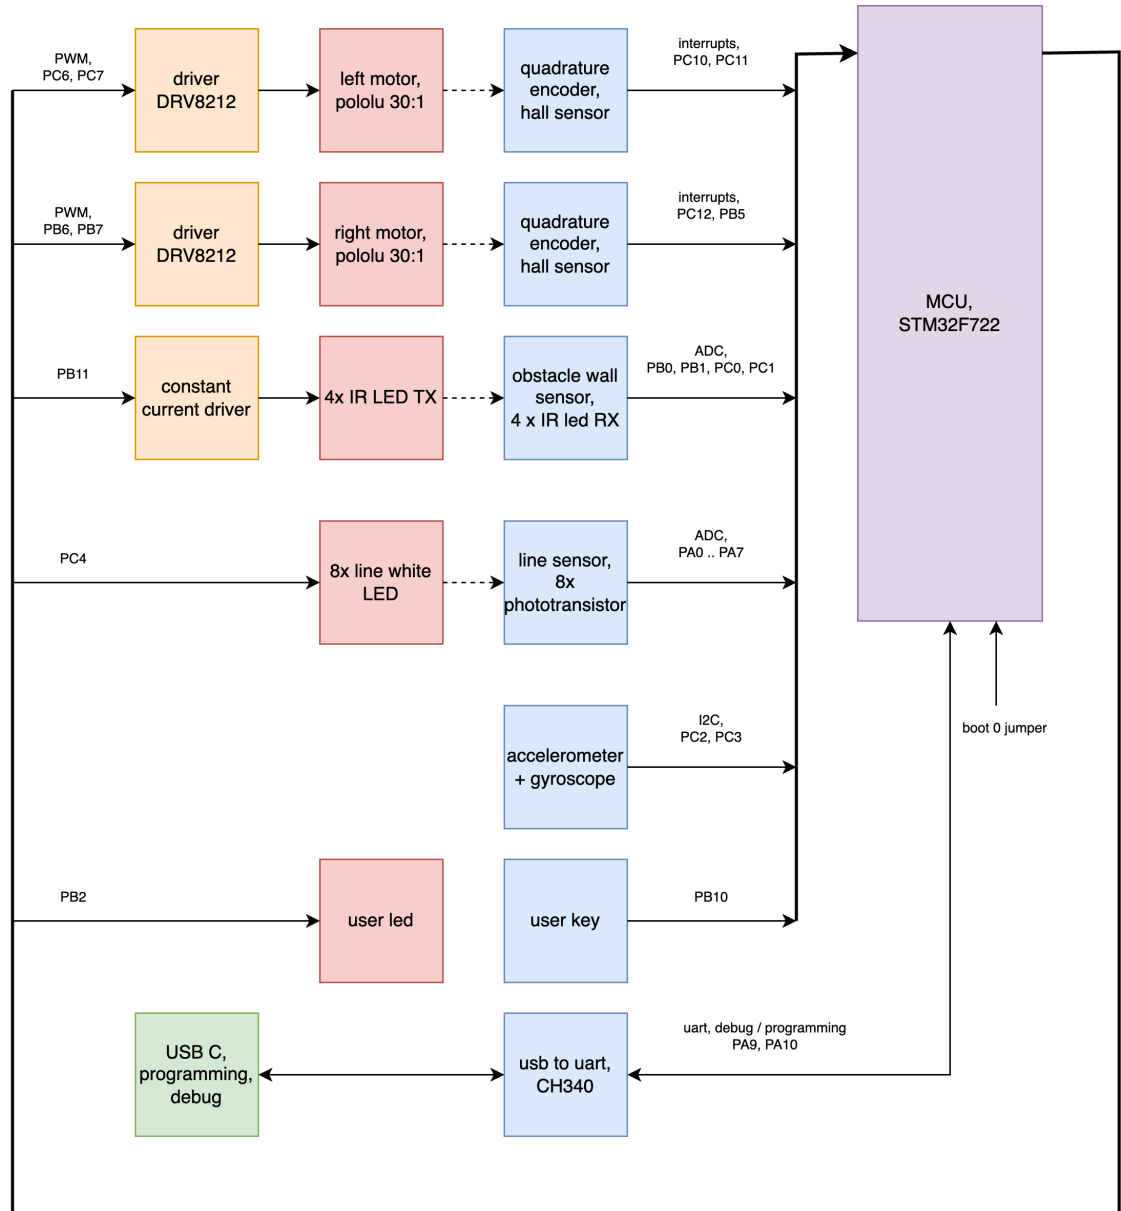 PWM,
PC6, PC7
driver
DRV8212
left motor,
pololu 30:1
quadrature
encoder,
hall sensor
interrupts,
PC10, PC11
PWM,
PB6, PB7
driver
DRV8212
right motor,
pololu 30:1
quadrature
encoder,
hall sensor
interrupts,
PC12, PB5
MCU,
STM32F722
PB11
constant
current driver
4x IR LED TX
obstacle wall
sensor,
4 x IR led RX
ADC,
PB0, PB1, PC0, PC1
PC4
8x line white
LED
line sensor,
8x
phototransistor
ADC,
PA0 .. PA7
accelerometer
+ gyroscope
I2C,
PC2, PC3
boot 0 jumper
PB2
user led
user key
PB10
USB C,
programming,
debug
usb to uart,
CH340
uart, debug / programming
PA9, PA10